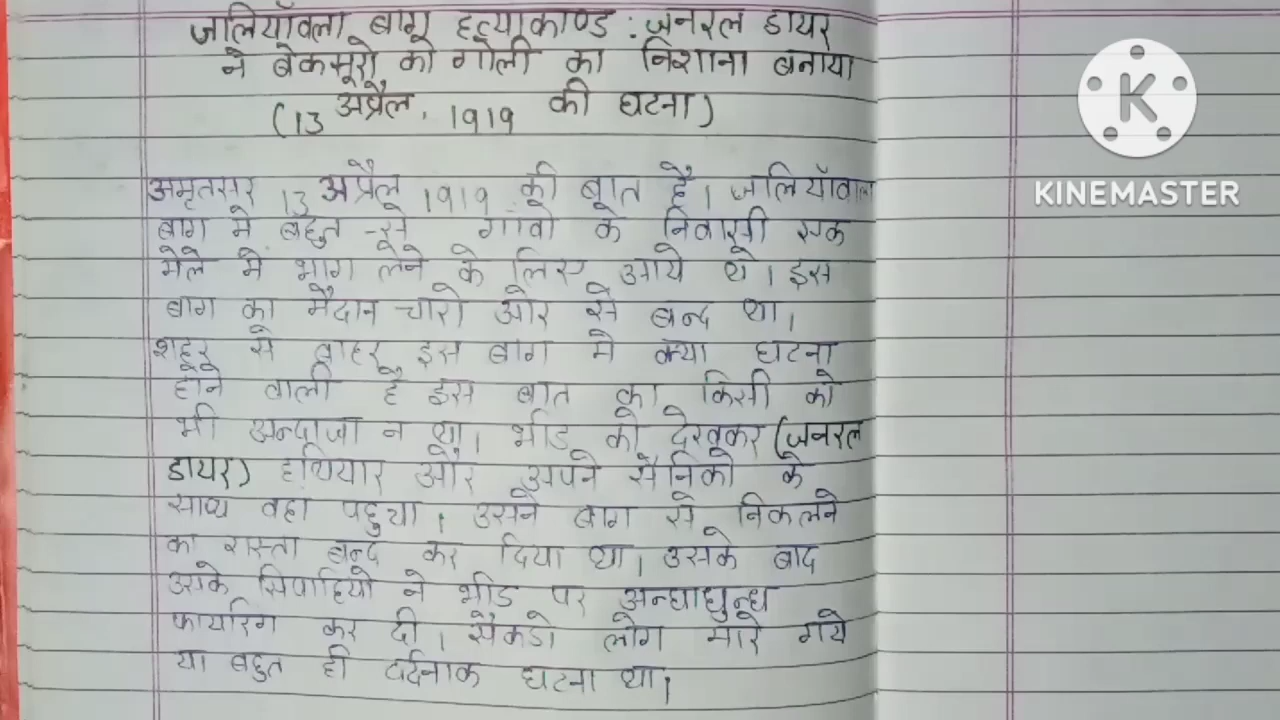 जलियॉवला बाग हत्याकाण्ड : जनरल डायर
ने बेकसूरो को गोली का निशाना बनाया
(13 अप्रैल, 1919 की घटना)
अमृतसर 13 अप्रैल 1919 की बात है। जलियॉवाला
बाग मे बहुत से गावो के निवासी एक
मेले मे भाग लेने के लिए आये थे। इस
बाग का मैदान चारो ओर से बन्द था।
शहर से बाहर इस बाग मे क्या घटना
होने वाली है इस बात का किसी को
भी अन्दाजा न था। भीड को देखकर (जनरल
डायर) हथियार और अपने सैनिको के
साथ वहा पहुचा। उसने बाग से निकलने
का रास्ता बन्द कर दिया था। उसके बाद
उसके सिपाहियो ने भीड पर अन्धाधुन्ध
फायरिंग कर दी। सैकडो लोग मारे गये
या बहुत ही दर्दनाक घटना था।
K
KINEMASTER